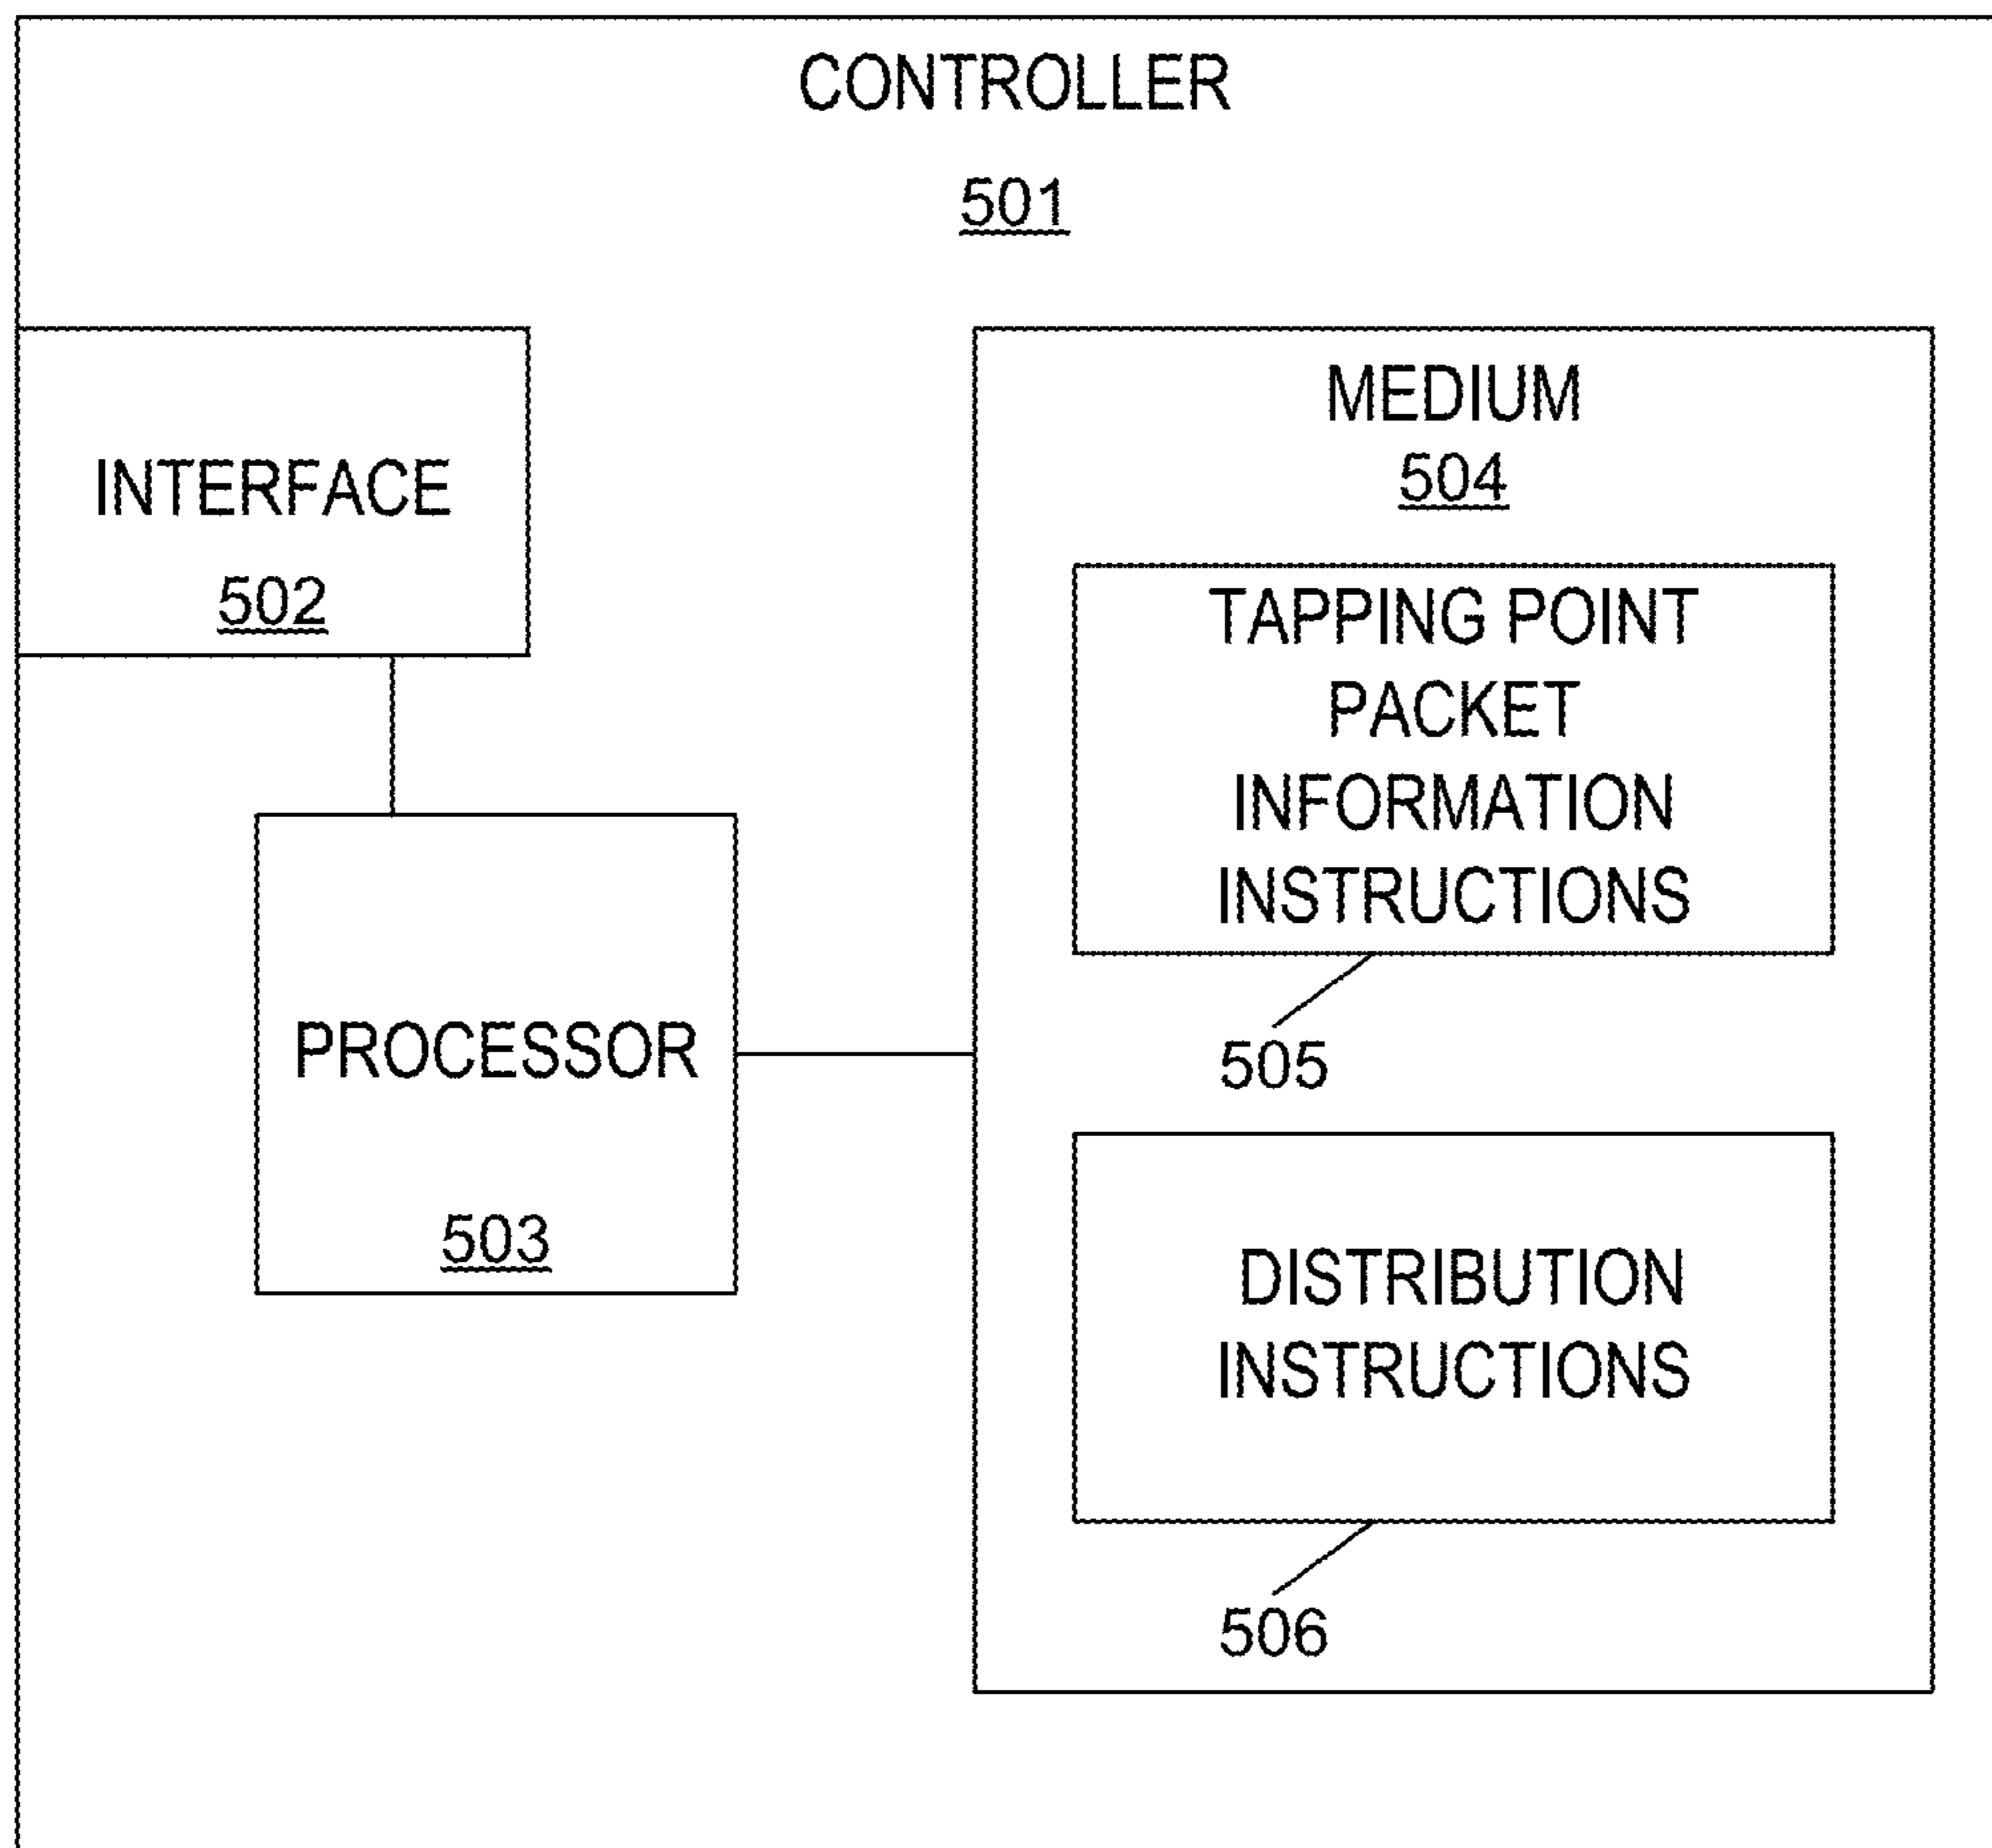 CONTROLLER
501
INTERFACE
502
PROCESSOR
503
MEDIUM
504
TAPPING POINT
PACKET
INFORMATION
INSTRUCTIONS
505
DISTRIBUTION
INSTRUCTIONS
506